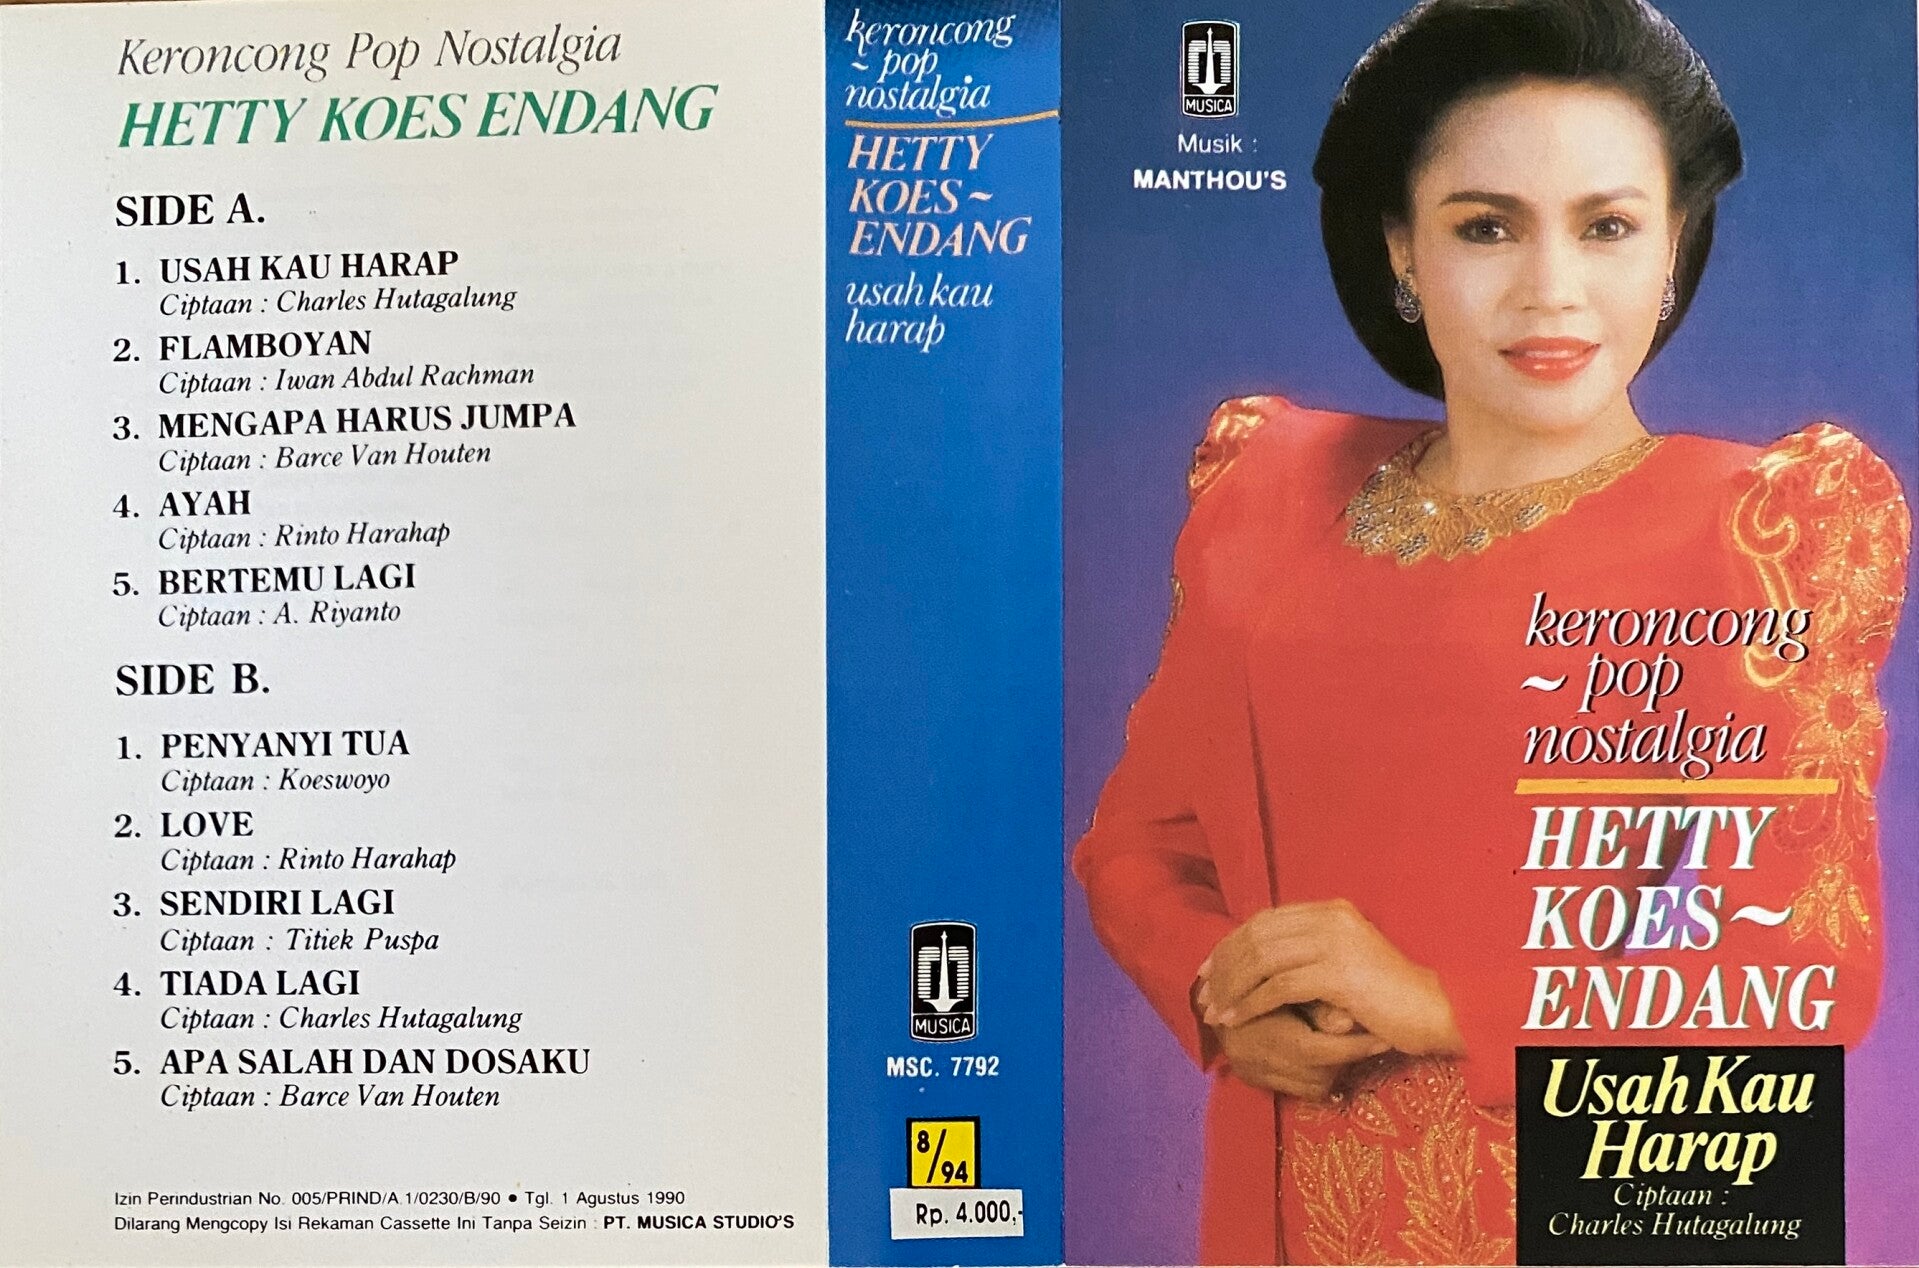 Keroncong Pop Nostalgia
HETTY KOES ENDANG
SIDE A.
1. USAH KAU HARAP
Ciptaan : Charles Hutagalung
2. FLAMBOYAN
Ciptaan : Iwan Abdul Rachman
3. MENGAPA HARUS JUMPA
Ciptaan : Barce Van Houten
4. AYAH
Ciptaan : Rinto Harahap
5. BERTEMU LAGI
Ciptaan : A. Riyanto
SIDE B.
1. PENYANYI TUA
Ciptaan : Koeswoyo
2. LOVE
Ciptaan : Rinto Harahap
3. SENDIRI LAGI
Ciptaan : Titiek Puspa
4. TIADA LAGI
Ciptaan : Charles Hutagalung
5. APA SALAH DAN DOSAKU
Ciptaan : Barce Van Houten
Izin Perindustrian No. 005/PRIND/A.1/0230/B/90 ● Tgl. 1 Agustus 1990
Dilarang Mengcopy Isi Rekaman Cassette Ini Tanpa Seizin : PT. MUSICA STUDIO'S
keroncong
~ pop
nostalgia
HETTY
KOES ~
ENDANG
usah kau
harap
MUSICA
MSC. 7792
8/94
Rp. 4.000,-
MUSICA
Musik :
MANTHOU'S
keroncong
~ pop
nostalgia
HETTY
KOES ~
ENDANG
Usah Kau
Harap
Ciptaan :
Charles Hutagalung